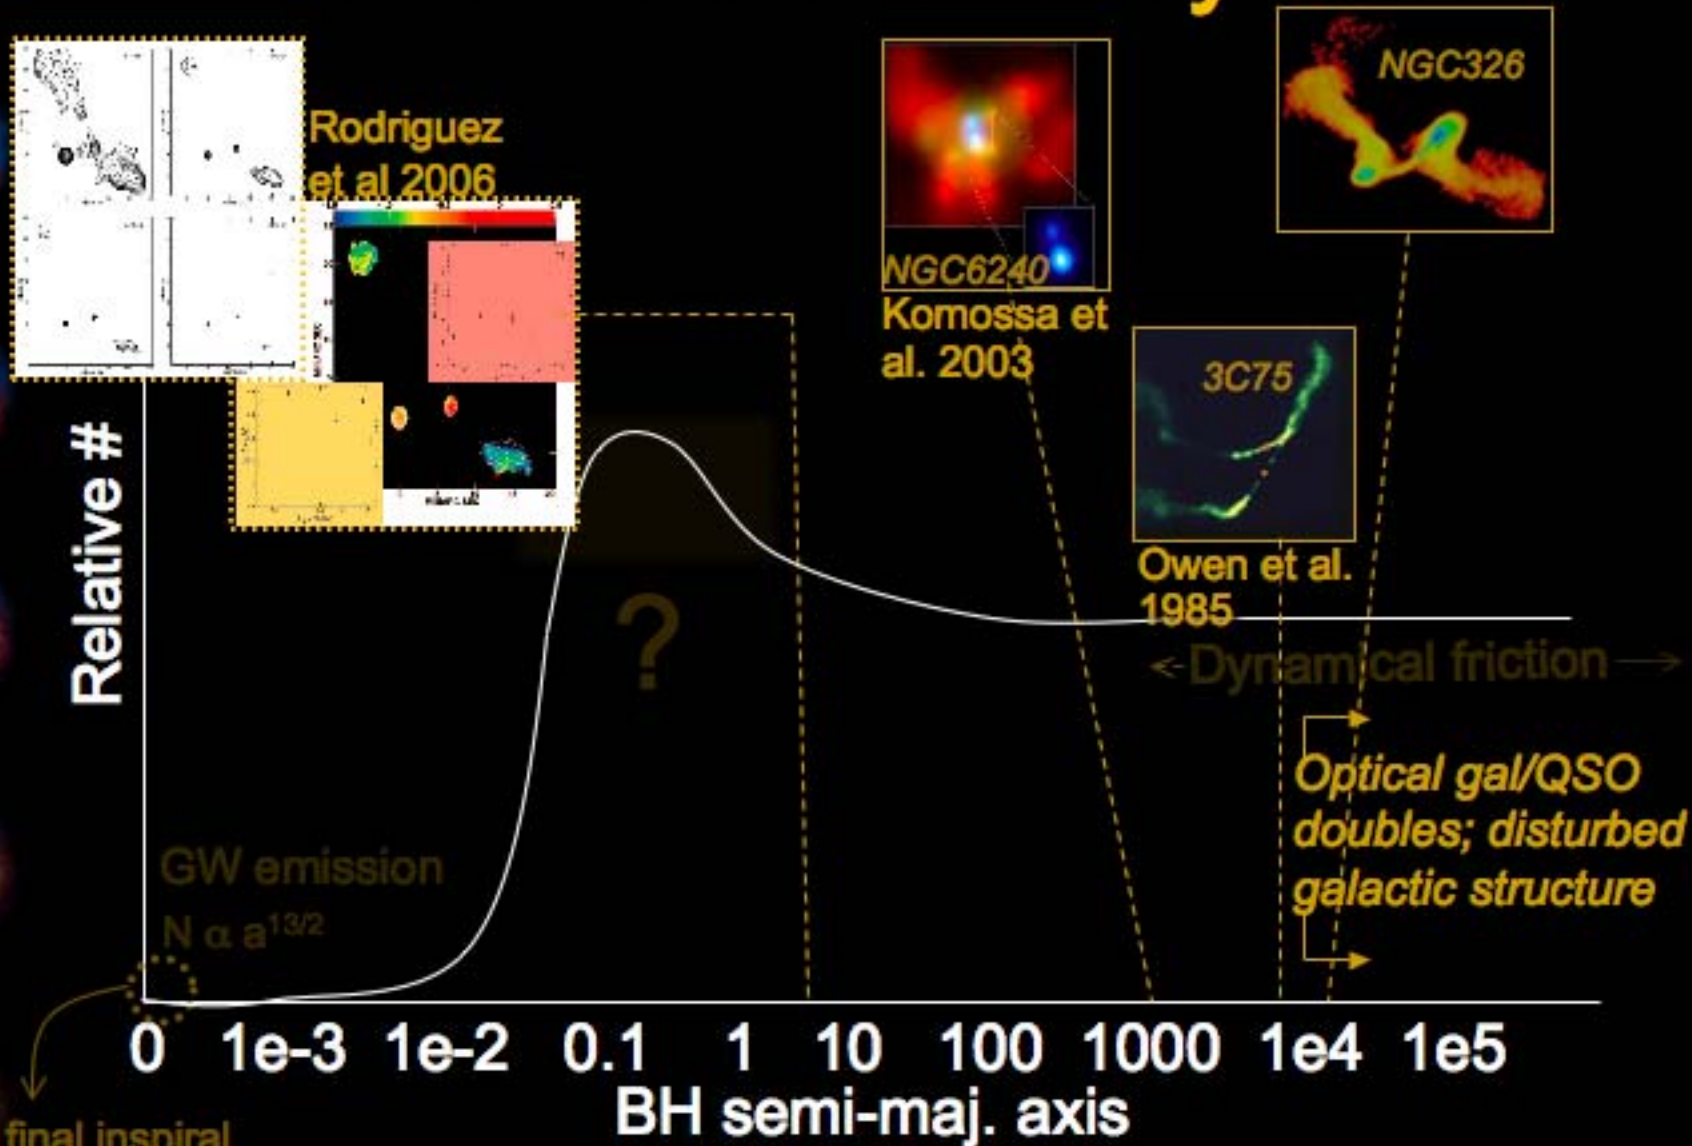 Rodriguez
et al 2006
NGC6240
Komossa et
al. 2003
NGC326
3C75
Owen et al.
1985
Relative #
?
←Dynamical friction→
Optical gal/QSO
doubles; disturbed
galactic structure
GW emission
N α a^13/2
0 1e-3 1e-2 0.1 1 10 100 1000 1e4 1e5
BH semi-maj. axis
final inspiral